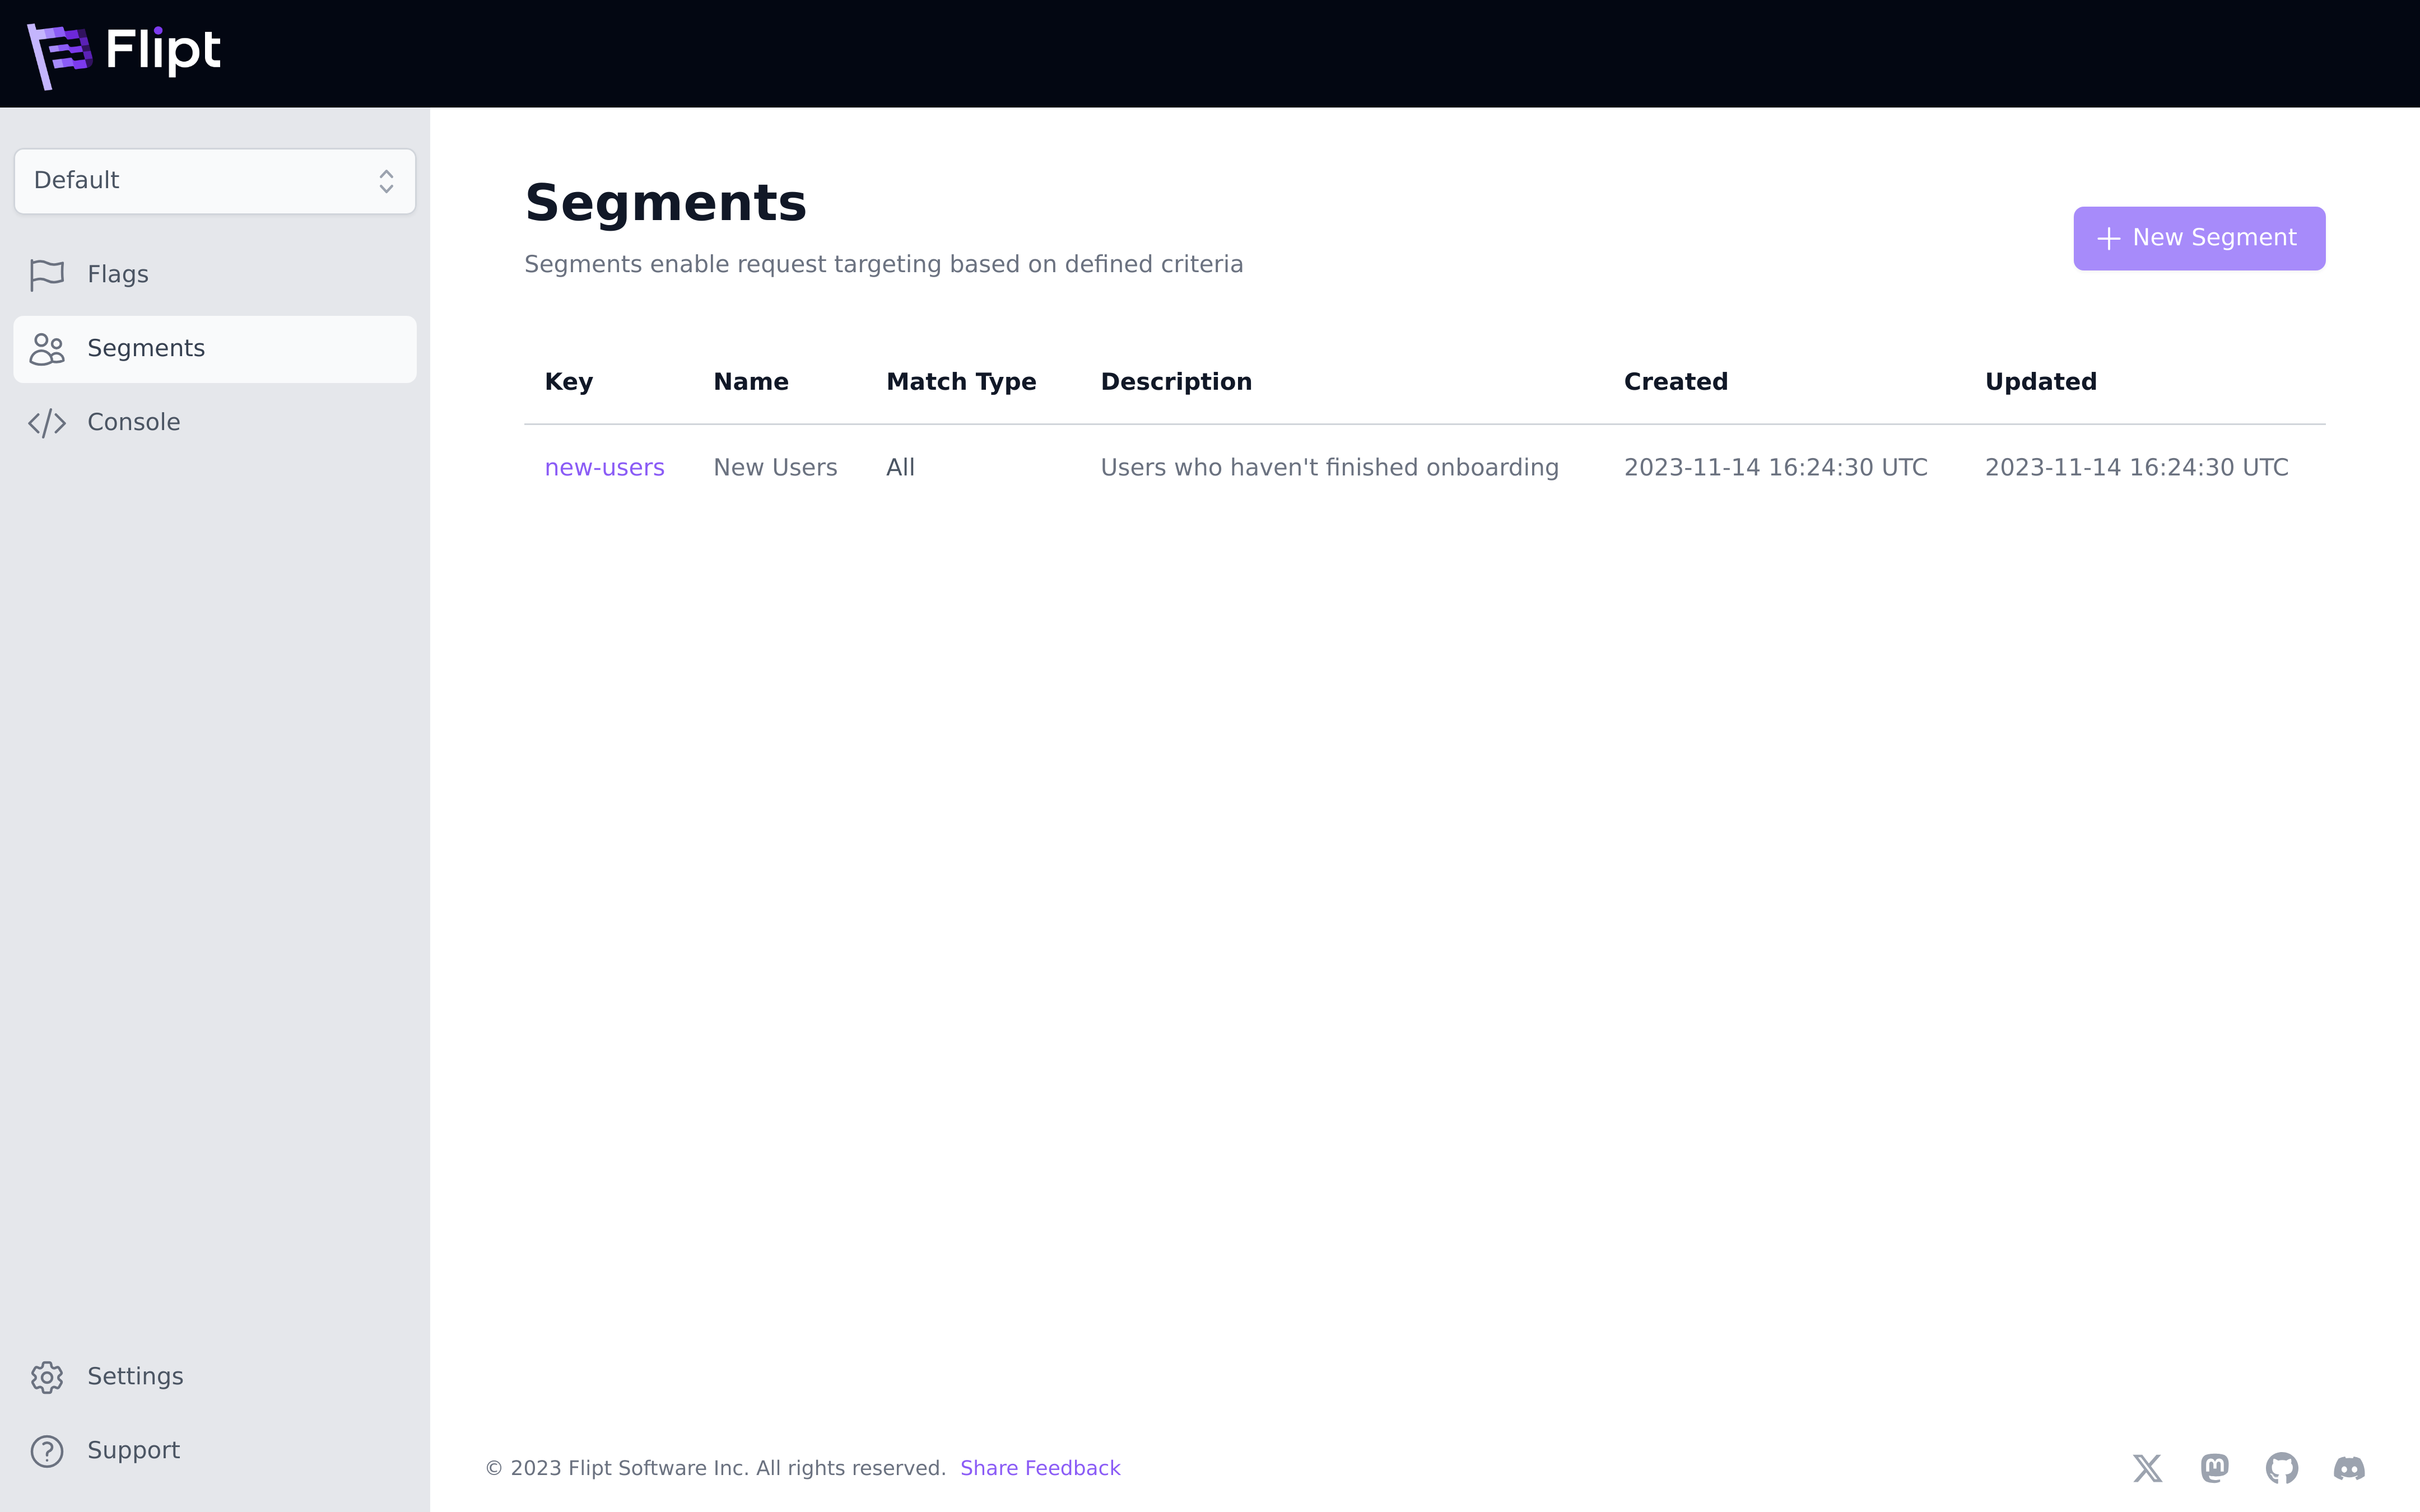 Flipt
Default
Flags
Segments
Console
Settings
Support
Segments
Segments enable request targeting based on defined criteria
New Segment
Key Name Match Type Description Created Updated
new-users New Users All Users who haven't finished onboarding 2023-11-14 16:24:30 UTC 2023-11-14 16:24:30 UTC
© 2023 Flipt Software Inc. All rights reserved. Share Feedback